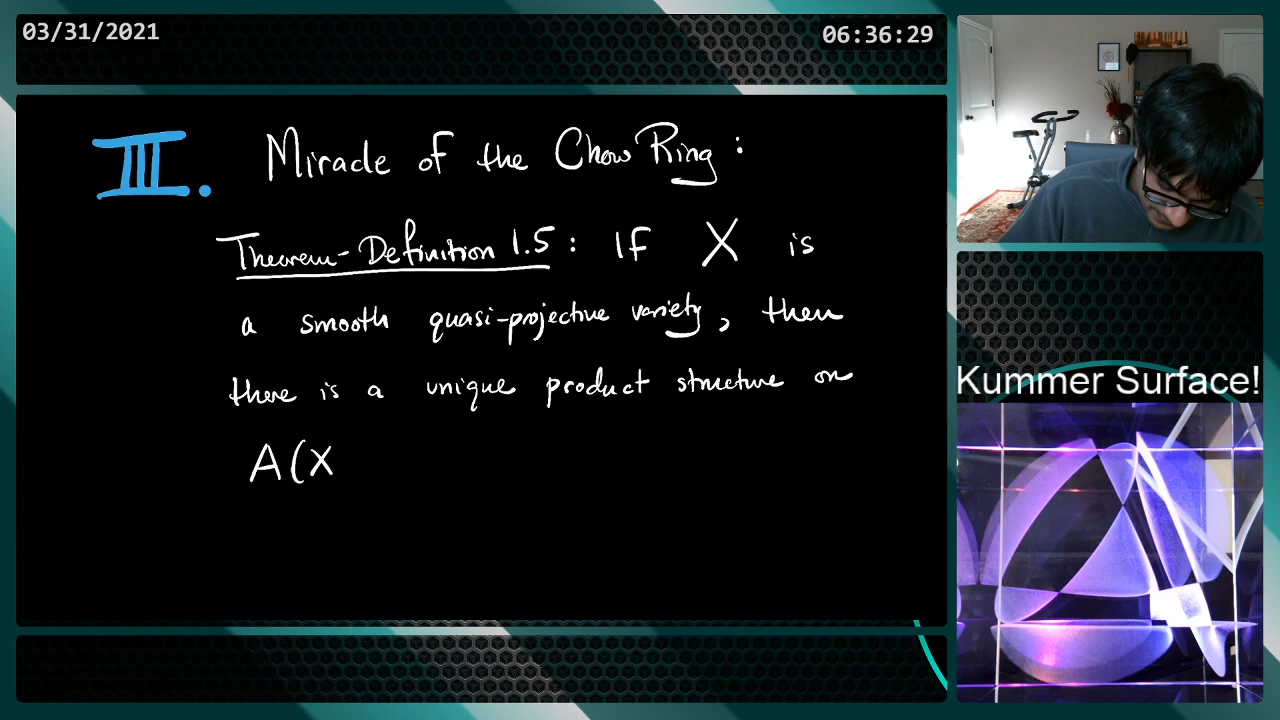 03/31/2021
06:36:29
III. Miracle of the Chow Ring:
Theorem-Definition 1.5: If X is
a smooth quasi-projective variety, then
there is a unique product structure on
A(X
Kummer Surface!